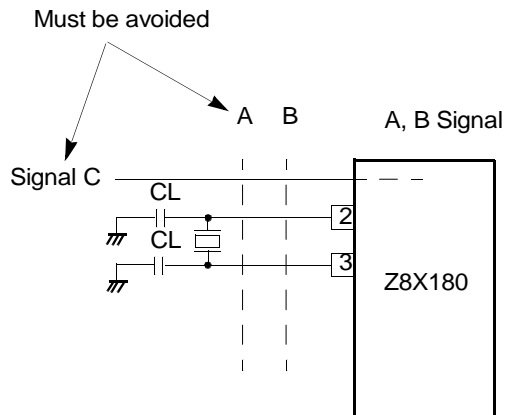 Must be avoided
A B
A, B Signal
Signal C
CL
2
CL
3
Z8X180